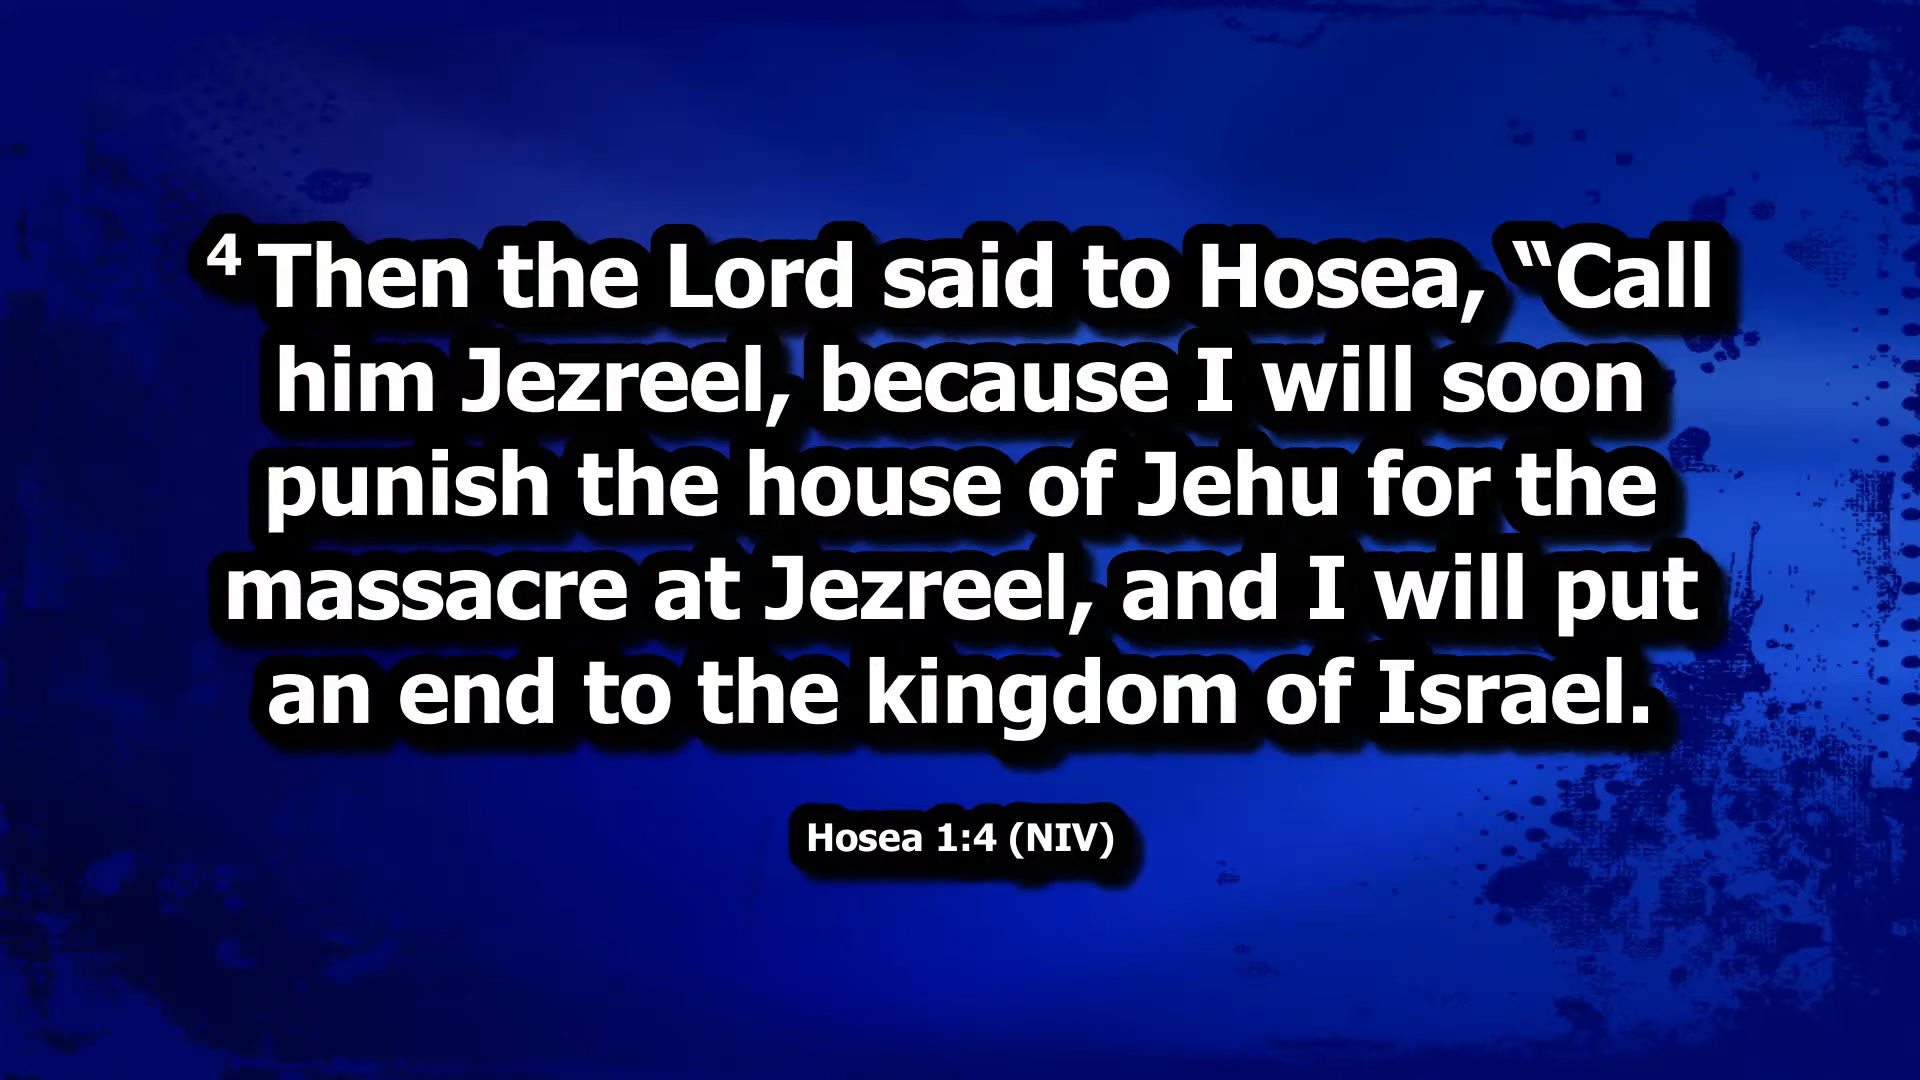 4 Then the Lord said to Hosea, “Call
him Jezreel, because I will soon
punish the house of Jehu for the
massacre at Jezreel, and I will put
an end to the kingdom of Israel.
Hosea 1:4 (NIV)